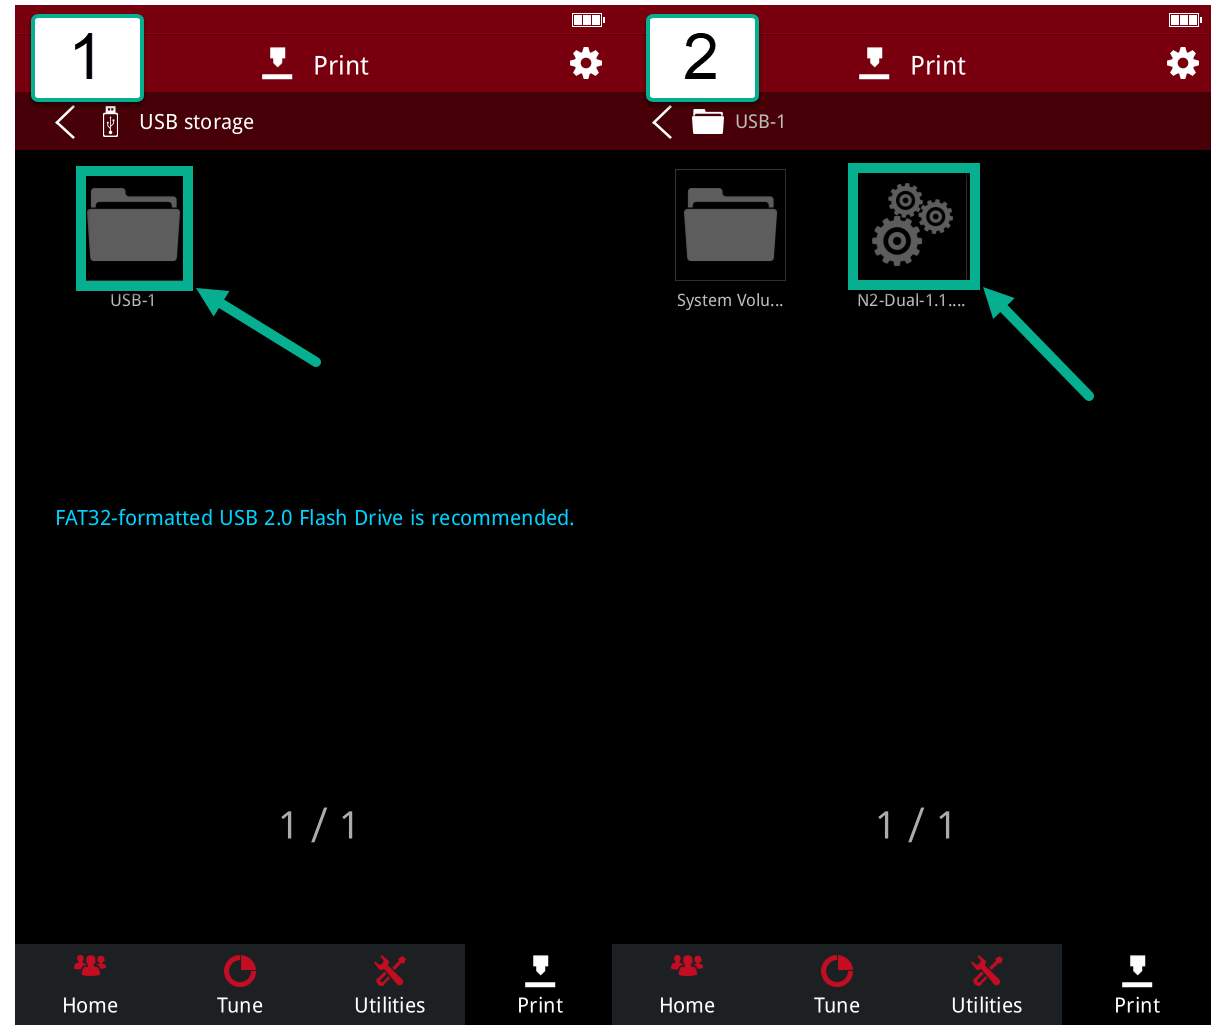 1
Print
USB storage
USB-1
FAT32-formatted USB 2.0 Flash Drive is recommended.
1 / 1
Home
Tune
Utilities
Print
2
Print
USB-1
System Volu...
N2-Dual-1.1....
1 / 1
Home
Tune
Utilities
Print